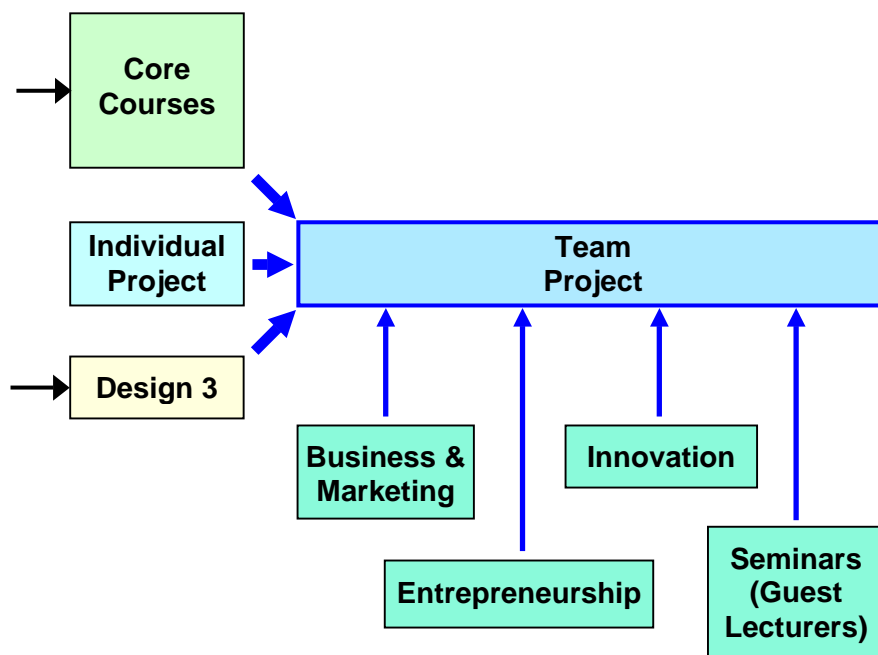 Core
Courses
Individual
Project
Team
Project
Design 3
Business &
Marketing
Innovation
Entrepreneurship
Seminars
(Guest
Lecturers)